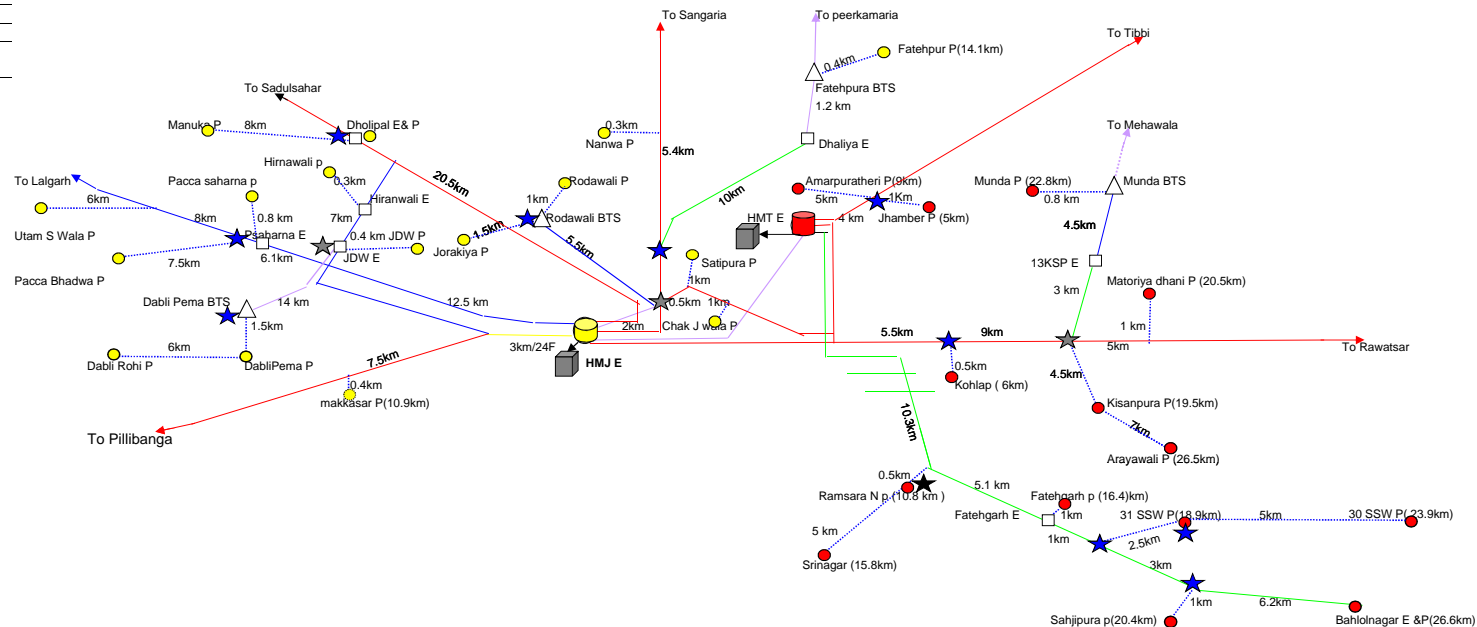 To Sangaria
To peerkamaria
To Tibbi
0.4km
Fatehpur P(14.1km)
Fatehpura BTS
1.2 km
To Sadulsahar
Manuka P
8km
Dholipal E& P
0.3km
Nanwa P
5.4km
Dhaliya E
To Mehawala
To Lalgarh
Pacca saharna p
Hirnawali p
0.3km
Hiranwali E
20.5km
Rodawali P
1km
Rodawali BTS
10km
Amarpuratheri P(9km)
5km
1Km
Jhamber P (5km)
Munda P (22.8km)
0.8 km
Munda BTS
6km
8km
0.8 km
7km
HMT E
4 km
4.5km
Utam S Wala P
Psaharna E
6.1km
0.4 km JDW P
JDW E
1.5km
Jorakiya P
5.5km
Satipura P
1km
13KSP E
7.5km
Pacca Bhadwa P
3 km
Matoriya dhani P (20.5km)
Dabli Pema BTS
14 km
12.5 km
0.5km
1km
Chak J wala P
2km
1 km
1.5km
3km/24F
HMJ E
5.5km
9km
5km
To Rawatsar
6km
Dabli Rohi P
DabliPema P
7.5km
0.5km
Kohlap ( 6km)
4.5km
0.4km
makkasar P(10.9km)
Kisanpura P(19.5km)
10.3km
7km
To Pillibanga
Arayawali P (26.5km)
0.5km
Ramsara N p (10.8 km )
5.1 km
Fatehgarh p (16.4)km
1km
Fatehgarh E
31 SSW P(18.9km)
5km
30 SSW P( 23.9km)
5 km
1km
2.5km
Srinagar (15.8km)
3km
1km
6.2km
Sahjipura p(20.4km)
Bahlolnagar E &P(26.6km)